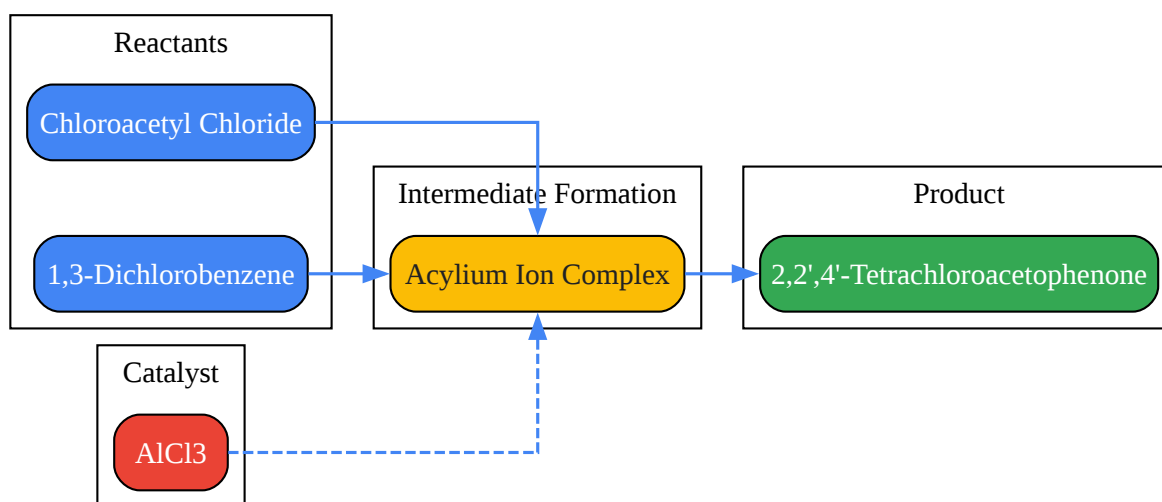 Reactants
Chloroacetyl Chloride
1,3-Dichlorobenzene
Intermediate Formation
Acylium Ion Complex
Product
2,2',4'-Tetrachloroacetophenone
Catalyst
AlCl3